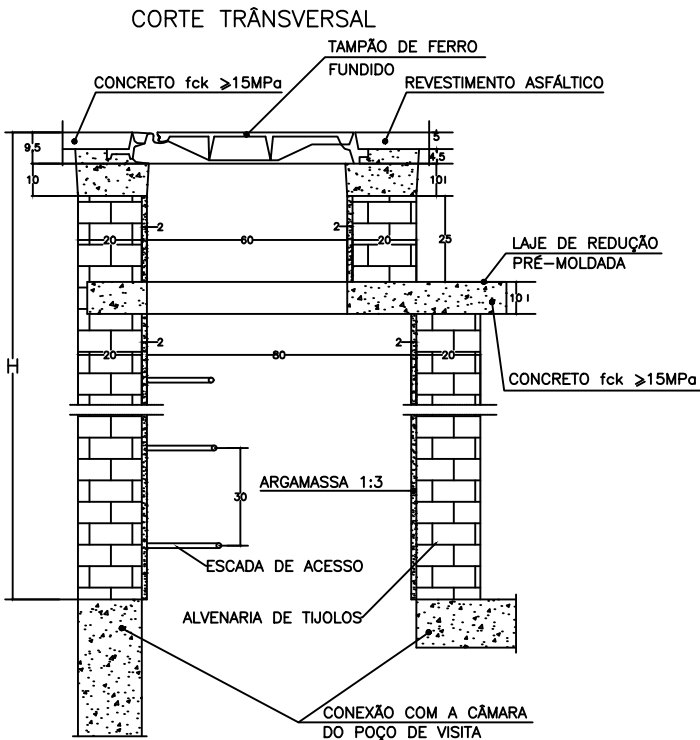 CORTE TRÂNSVERSAL
TAMPÃO DE FERRO
FUNDIDO
CONCRETO fck ⩾15MPa
REVESTIMENTO ASFÁLTICO
9,5
5
4,5
10
10
2
2
20
60
20
25
LAJE DE REDUÇÃO
PRÉ-MOLDADA
10
2
2
20
80
20
H
CONCRETO fck ⩾15MPa
ARGAMASSA 1:3
30
ESCADA DE ACESSO
ALVENARIA DE TIJOLOS
CONEXÃO COM A CÂMARA
DO POÇO DE VISITA